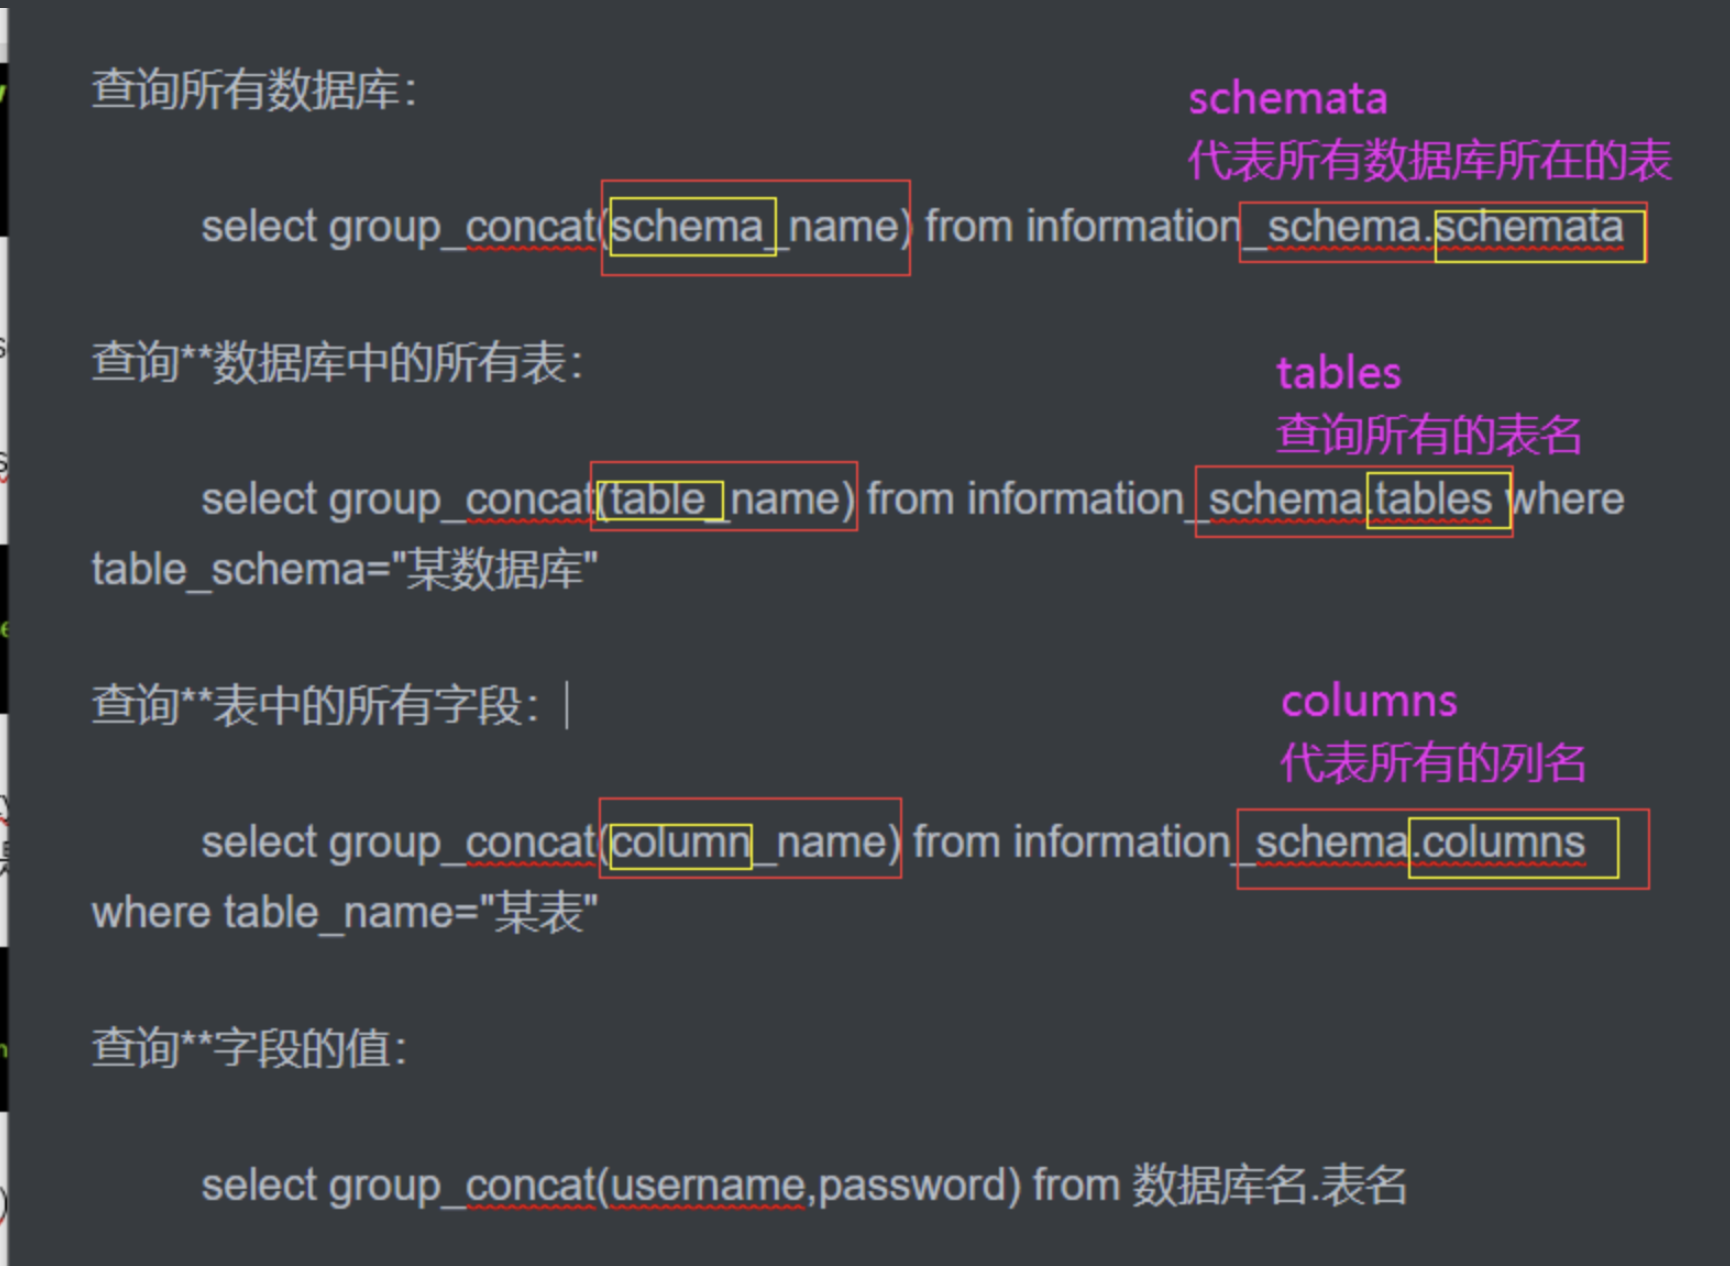 查询所有数据库：
schemata
代表所有数据库所在的表
select group_concat(schema_name) from information_schema.schemata
查询**数据库中的所有表：
tables
查询所有的表名
select group_concat(table_name) from information_schema.tables where
table_schema="某数据库"
查询**表中的所有字段：
columns
代表所有的列名
select group_concat(column_name) from information_schema.columns
where table_name="某表"
查询**字段的值：
select group_concat(username,password) from 数据库名.表名